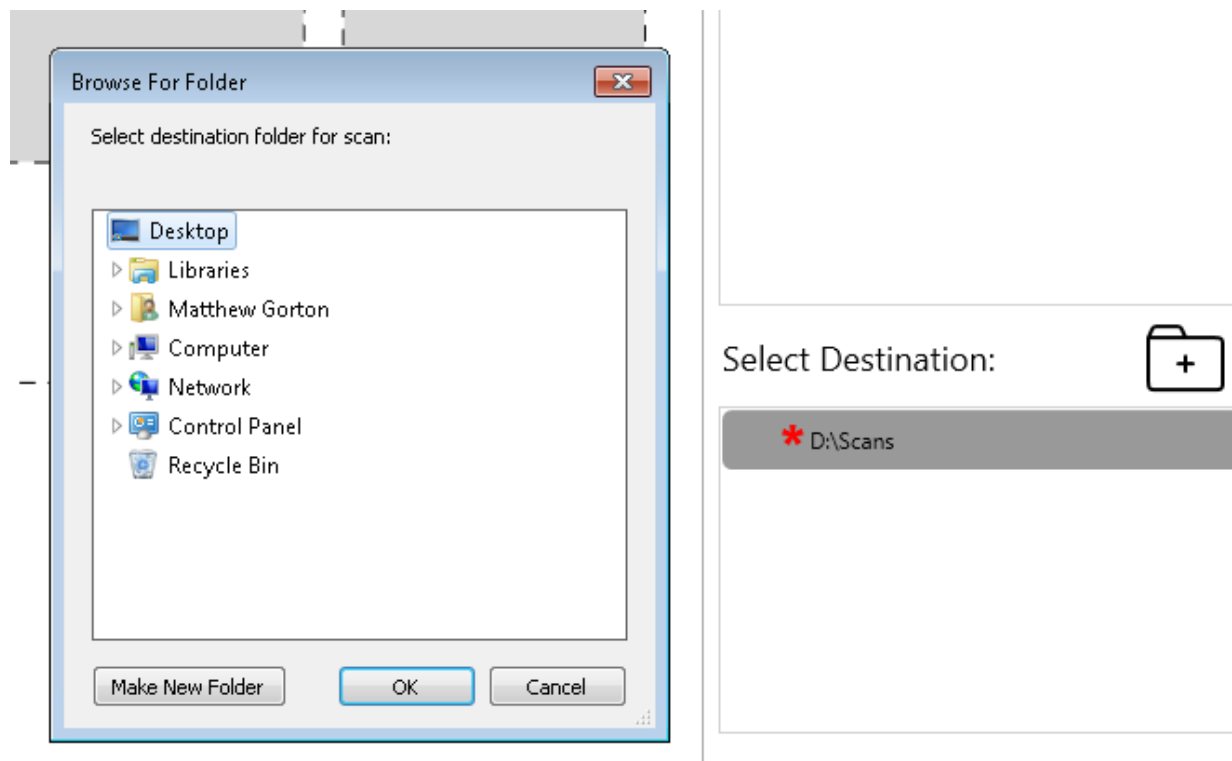 Browse For Folder
Select destination folder for scan:
Desktop
Libraries
Matthew Gorton
Computer
Network
Control Panel
Recycle Bin
Make New Folder
OK
Cancel
Select Destination:
* D:\Scans